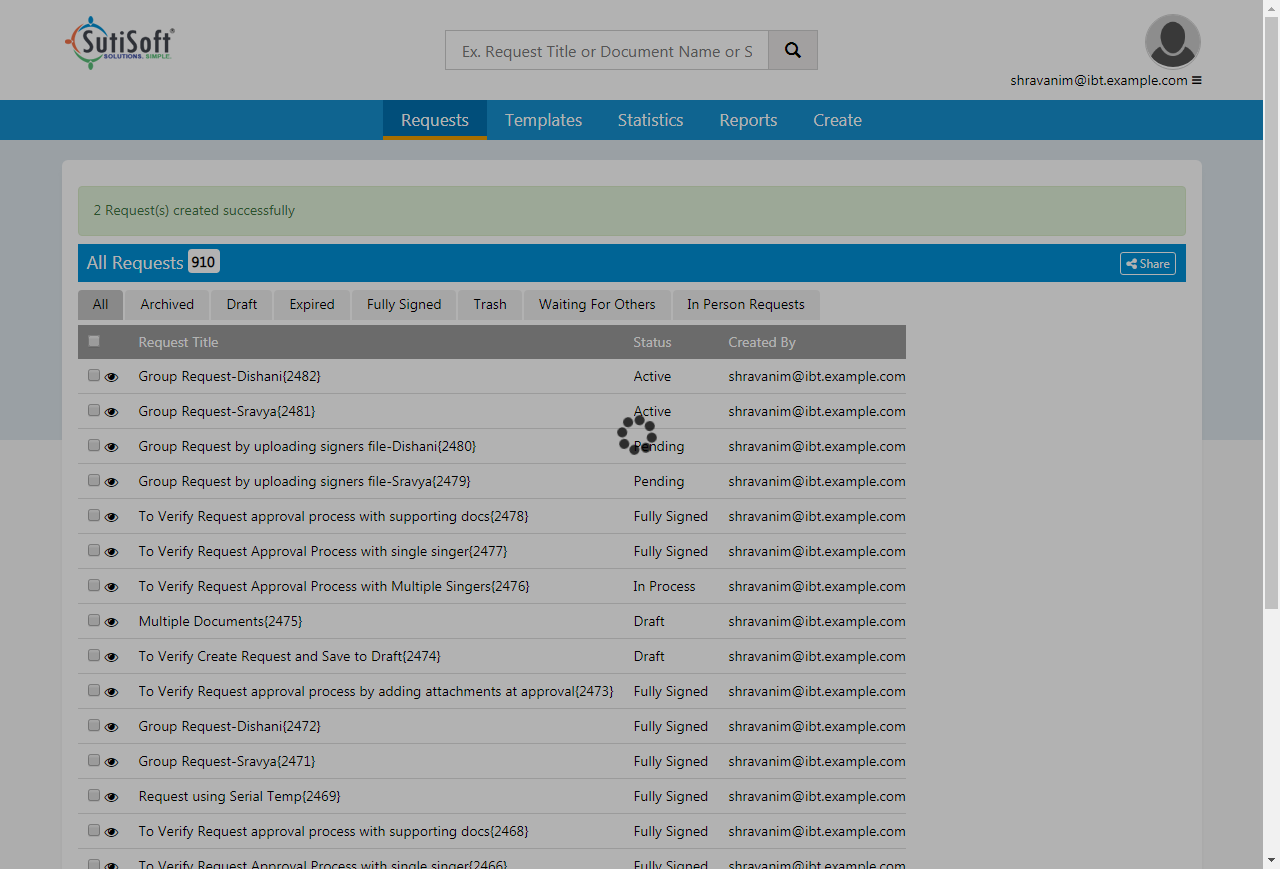 SutiSoft®
SOLUTIONS. SIMPLE.
Ex. Request Title or Document Name or S
shravanim@ibt.example.com
Requests Templates Statistics Reports Create
2 Request(s) created successfully
All Requests 910 Share
All Archived Draft Expired Fully Signed Trash Waiting For Others In Person Requests
Request Title Status Created By
Group Request-Dishani{2482} Active shravanim@ibt.example.com
Group Request-Sravya{2481} Active shravanim@ibt.example.com
Group Request by uploading signers file-Dishani{2480} Pending shravanim@ibt.example.com
Group Request by uploading signers file-Sravya{2479} Pending shravanim@ibt.example.com
To Verify Request approval process with supporting docs{2478} Fully Signed shravanim@ibt.example.com
To Verify Request Approval Process with single singer{2477} Fully Signed shravanim@ibt.example.com
To Verify Request Approval Process with Multiple Singers{2476} In Process shravanim@ibt.example.com
Multiple Documents{2475} Draft shravanim@ibt.example.com
To Verify Create Request and Save to Draft{2474} Draft shravanim@ibt.example.com
To Verify Request approval process by adding attachments at approval{2473} Fully Signed shravanim@ibt.example.com
Group Request-Dishani{2472} Fully Signed shravanim@ibt.example.com
Group Request-Sravya{2471} Fully Signed shravanim@ibt.example.com
Request using Serial Temp{2469} Fully Signed shravanim@ibt.example.com
To Verify Request approval process with supporting docs{2468} Fully Signed shravanim@ibt.example.com
To Verify Request Approval Process with single singer{2466} Fully Signed shravanim@ibt.example.com